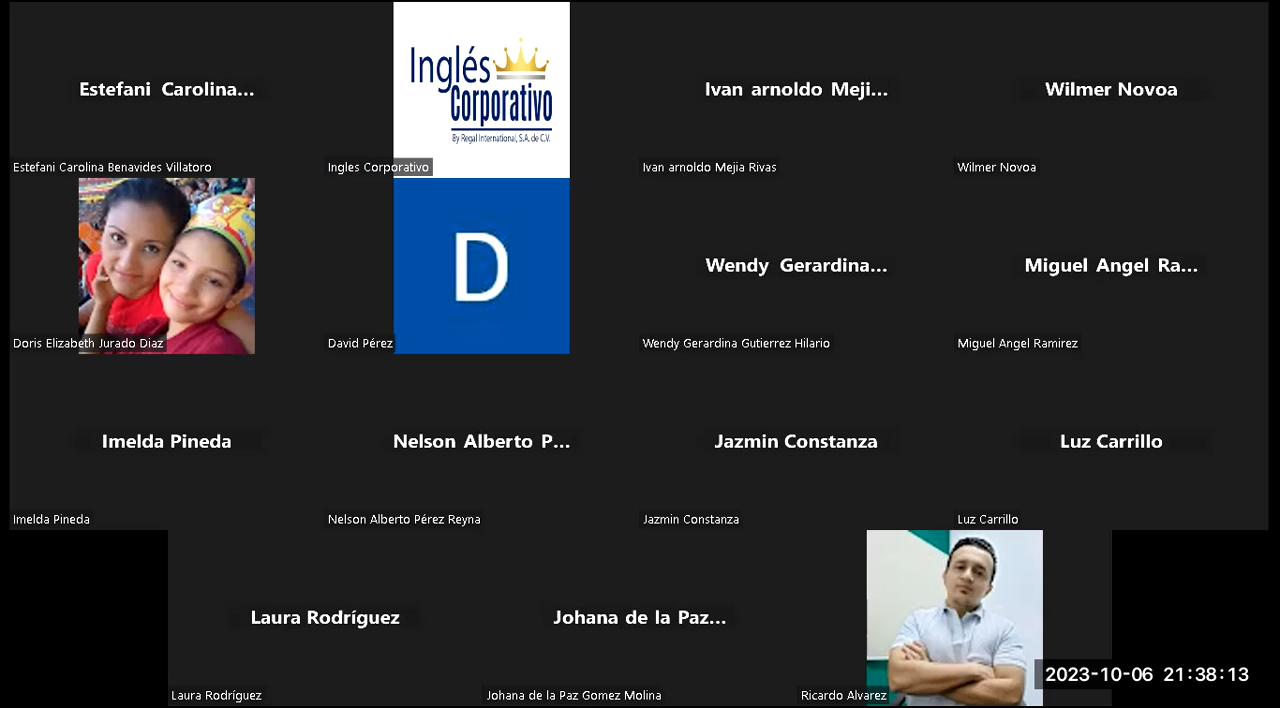 Estefani Carolina...
Estefani Carolina Benavides Villatoro
Inglés
Corporativo
By Regal International, S.A. de C.V.
Ingles Corporativo
Ivan arnoldo Meji...
Ivan arnoldo Mejia Rivas
Wilmer Novoa
Wilmer Novoa
Doris Elizabeth Jurado Diaz
D
David Pérez
Wendy Gerardina...
Wendy Gerardina Gutierrez Hilario
Miguel Angel Ra...
Miguel Angel Ramirez
Imelda Pineda
Imelda Pineda
Nelson Alberto P...
Nelson Alberto Pérez Reyna
Jazmin Constanza
Jazmin Constanza
Luz Carrillo
Luz Carrillo
Laura Rodríguez
Laura Rodríguez
Johana de la Paz...
Johana de la Paz Gomez Molina
Ricardo Alvarez
2023-10-06 21:38:13